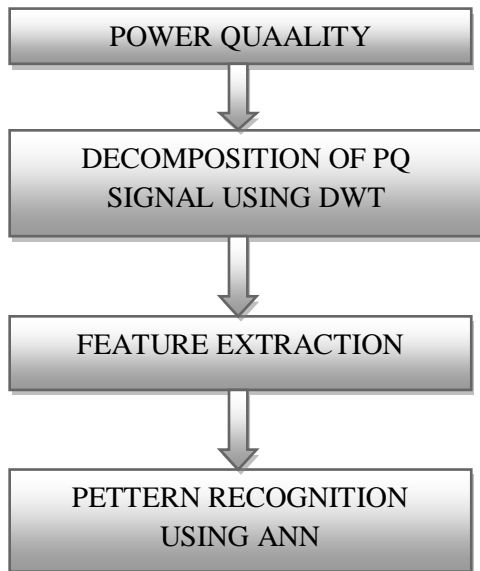 POWER QUAALITY
DECOMPOSITION OF PQ
SIGNAL USING DWT
FEATURE EXTRACTION
PETTERN RECOGNITION
USING ANN